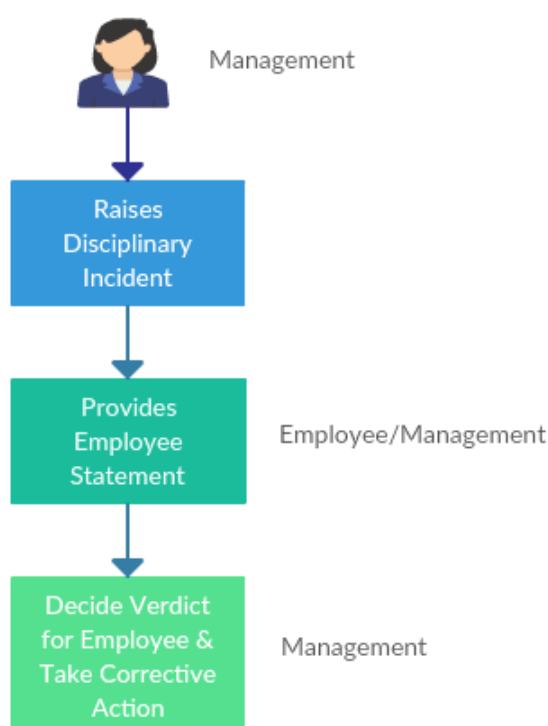 Management
Raises
Disciplinary
Incident
Provides
Employee
Statement
Employee/Management
Decide Verdict
for Employee &
Take Corrective
Action
Management